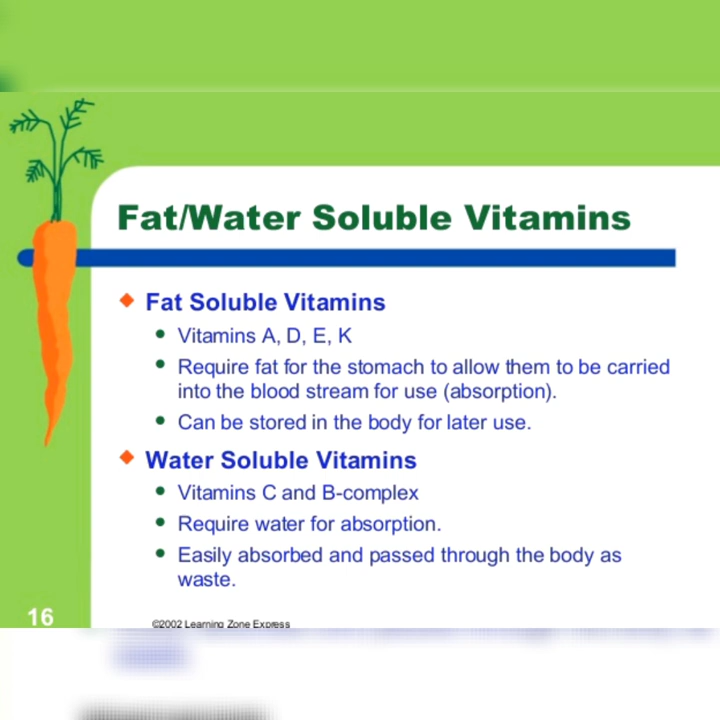 Fat/Water Soluble Vitamins
Fat Soluble Vitamins
Vitamins A, D, E, K
Require fat for the stomach to allow them to be carried
into the blood stream for use (absorption).
Can be stored in the body for later use.
Water Soluble Vitamins
Vitamins C and B-complex
Require water for absorption.
Easily absorbed and passed through the body as
waste.
16
©2002 Learning Zone Express